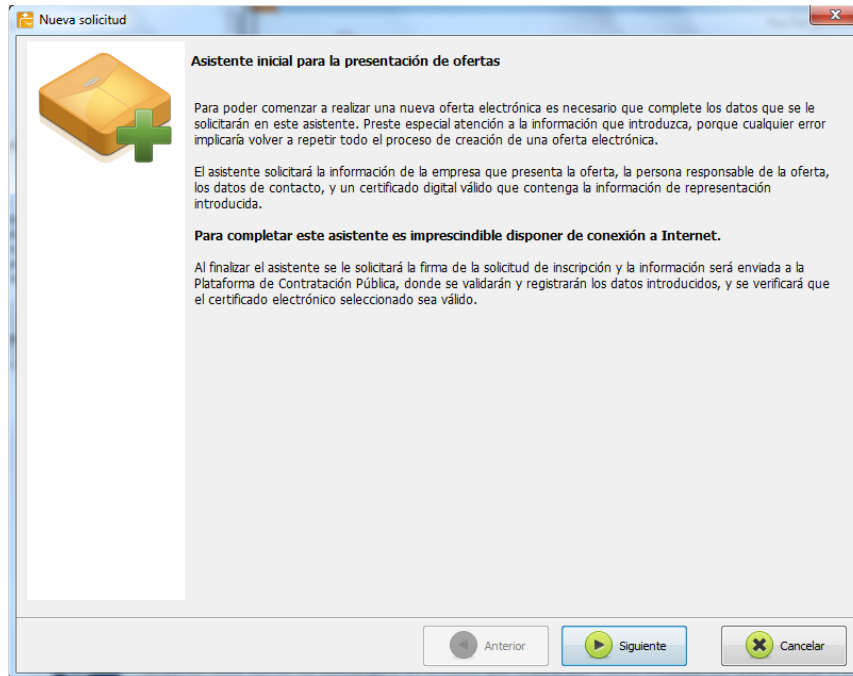 Nueva solicitud
Asistente inicial para la presentación de ofertas
Para poder comenzar a realizar una nueva oferta electrónica es necesario que complete los datos que se le
solicitarán en este asistente. Preste especial atención a la información que introduzca, porque cualquier error
implicaría volver a repetir todo el proceso de creación de una oferta electrónica.
El asistente solicitará la información de la empresa que presenta la oferta, la persona responsable de la oferta,
los datos de contacto, y un certificado digital válido que contenga la información de representación
introducida.
Para completar este asistente es imprescindible disponer de conexión a Internet.
Al finalizar el asistente se le solicitará la firma de la solicitud de inscripción y la información será enviada a la
Plataforma de Contratación Pública, donde se validarán y registrarán los datos introducidos, y se verificará que
el certificado electrónico seleccionado sea válido.
Anterior
Siguiente
Cancelar